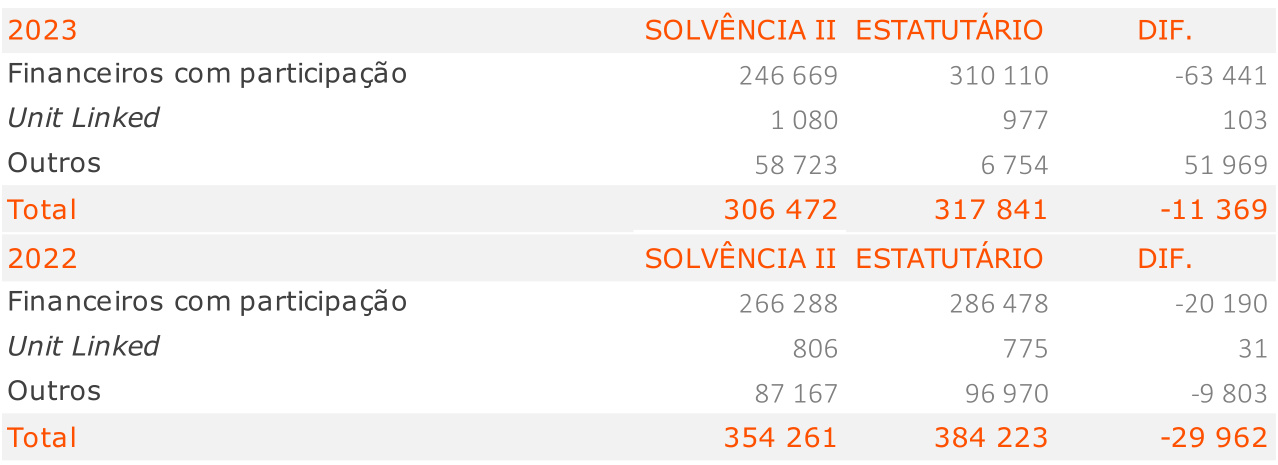 2023 SOLVÊNCIA II ESTATUTÁRIO DIF.
Financeiros com participação 246 669 310 110 -63 441
Unit Linked 1 080 977 103
Outros 58 723 6 754 51 969
Total 306 472 317 841 -11 369
2022 SOLVÊNCIA II ESTATUTÁRIO DIF.
Financeiros com participação 266 288 286 478 -20 190
Unit Linked 806 775 31
Outros 87 167 96 970 -9 803
Total 354 261 384 223 -29 962